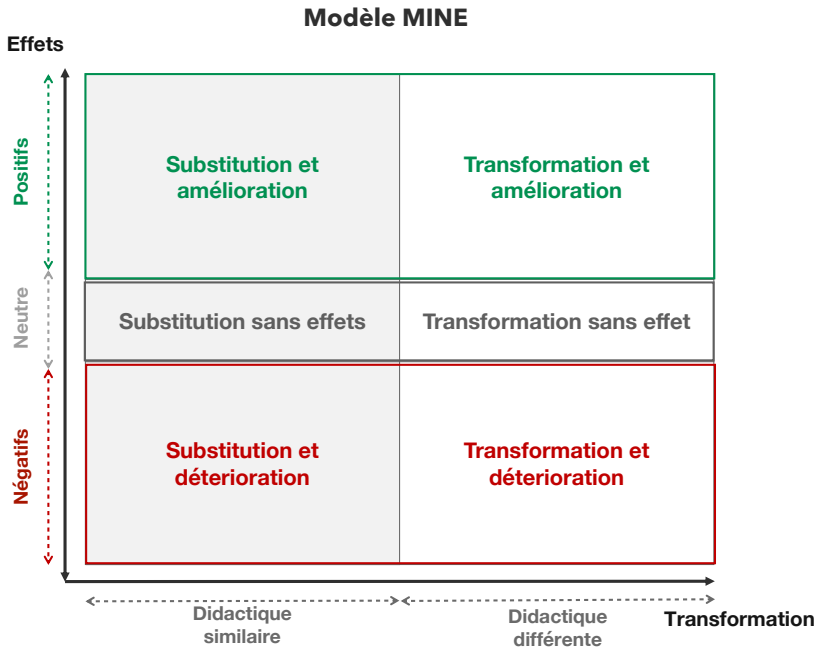 Modèle MINE
Effets
Positifs
Substitution et
amélioration
Transformation et
amélioration
Neutre
Substitution sans effets
Transformation sans effet
Négatifs
Substitution et
déterioration
Transformation et
déterioration
Didactique
similaire
Didactique
différente
Transformation